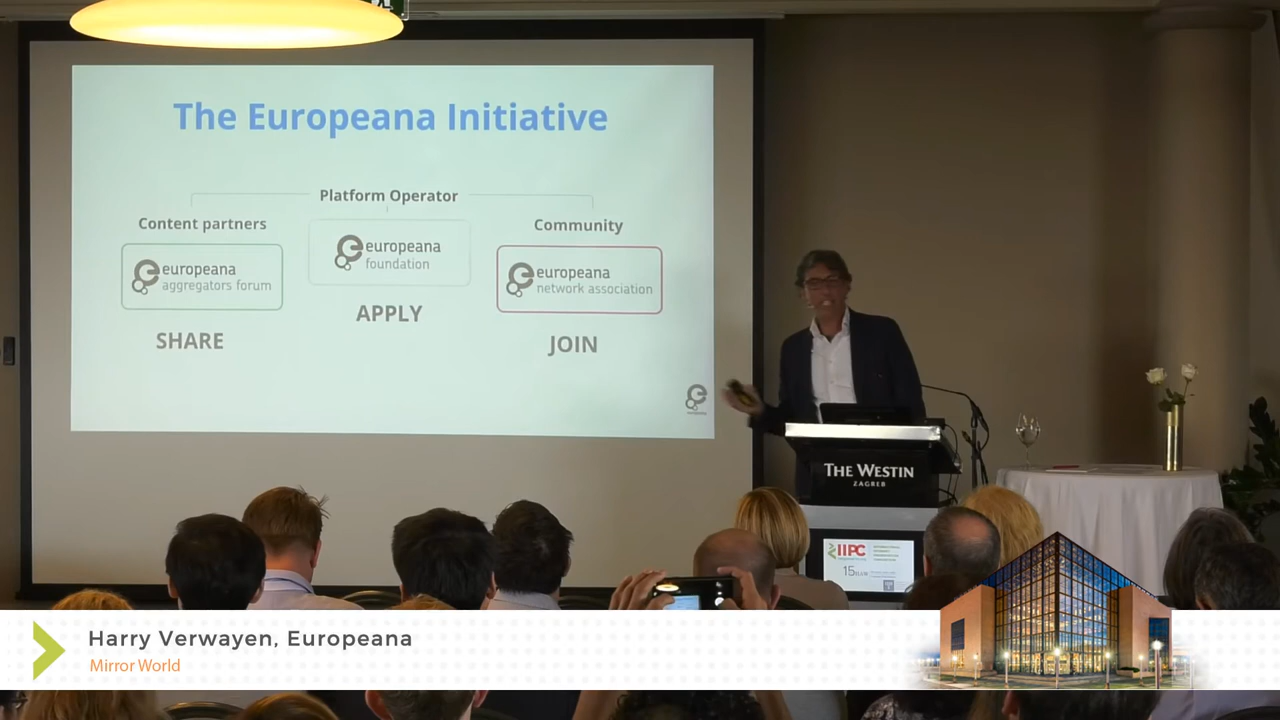 The Europeana Initiative
Platform Operator
Content partners
Community
europeana
foundation
europeana
aggregators forum
europeana
network association
APPLY
SHARE
JOIN
THE WESTIN
ZAGREB
IIPC
15
Harry Verwayen, Europeana
Mirror World